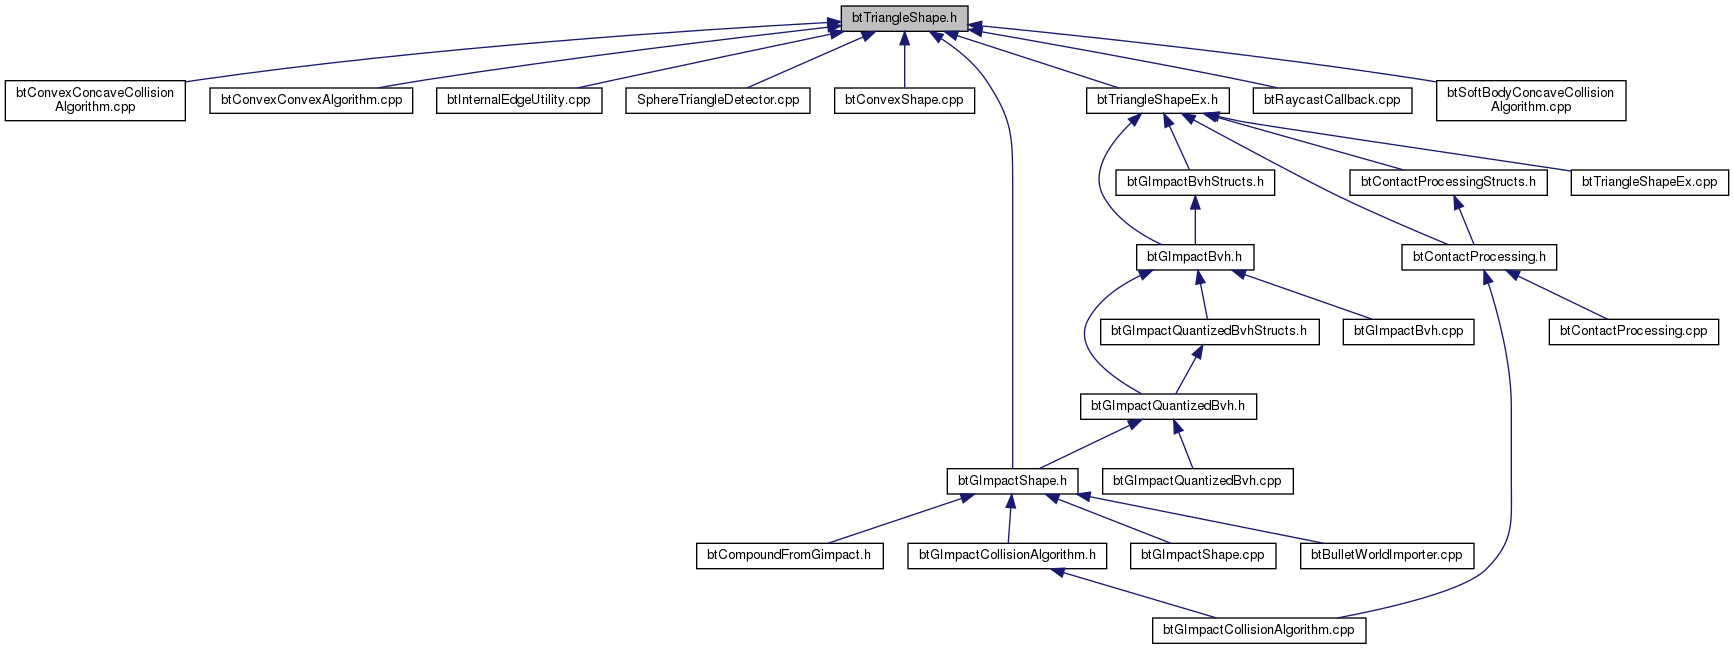 btTriangleShape.h
btConvexConcaveCollision
Algorithm.cpp
btConvexConvexAlgorithm.cpp
btInternalEdgeUtility.cpp
SphereTriangleDetector.cpp
btConvexShape.cpp
btTriangleShapeEx.h
btRaycastCallback.cpp
btSoftBodyConcaveCollision
Algorithm.cpp
btGImpactBvhStructs.h
btContactProcessingStructs.h
btTriangleShapeEx.cpp
btGImpactBvh.h
btContactProcessing.h
btGImpactQuantizedBvhStructs.h
btGImpactBvh.cpp
btContactProcessing.cpp
btGImpactQuantizedBvh.h
btGImpactShape.h
btGImpactQuantizedBvh.cpp
btCompoundFromGimpact.h
btGImpactCollisionAlgorithm.h
btGImpactShape.cpp
btBulletWorldImporter.cpp
btGImpactCollisionAlgorithm.cpp